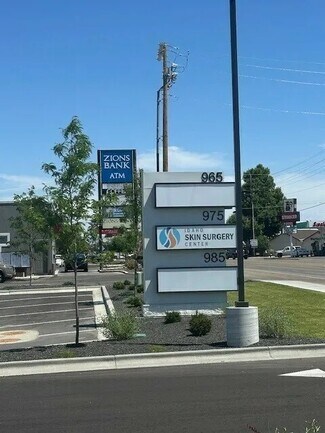 ZIONS
BANK
ATM
965
975
IDAHO
SKIN SURGERY
CENTER
985